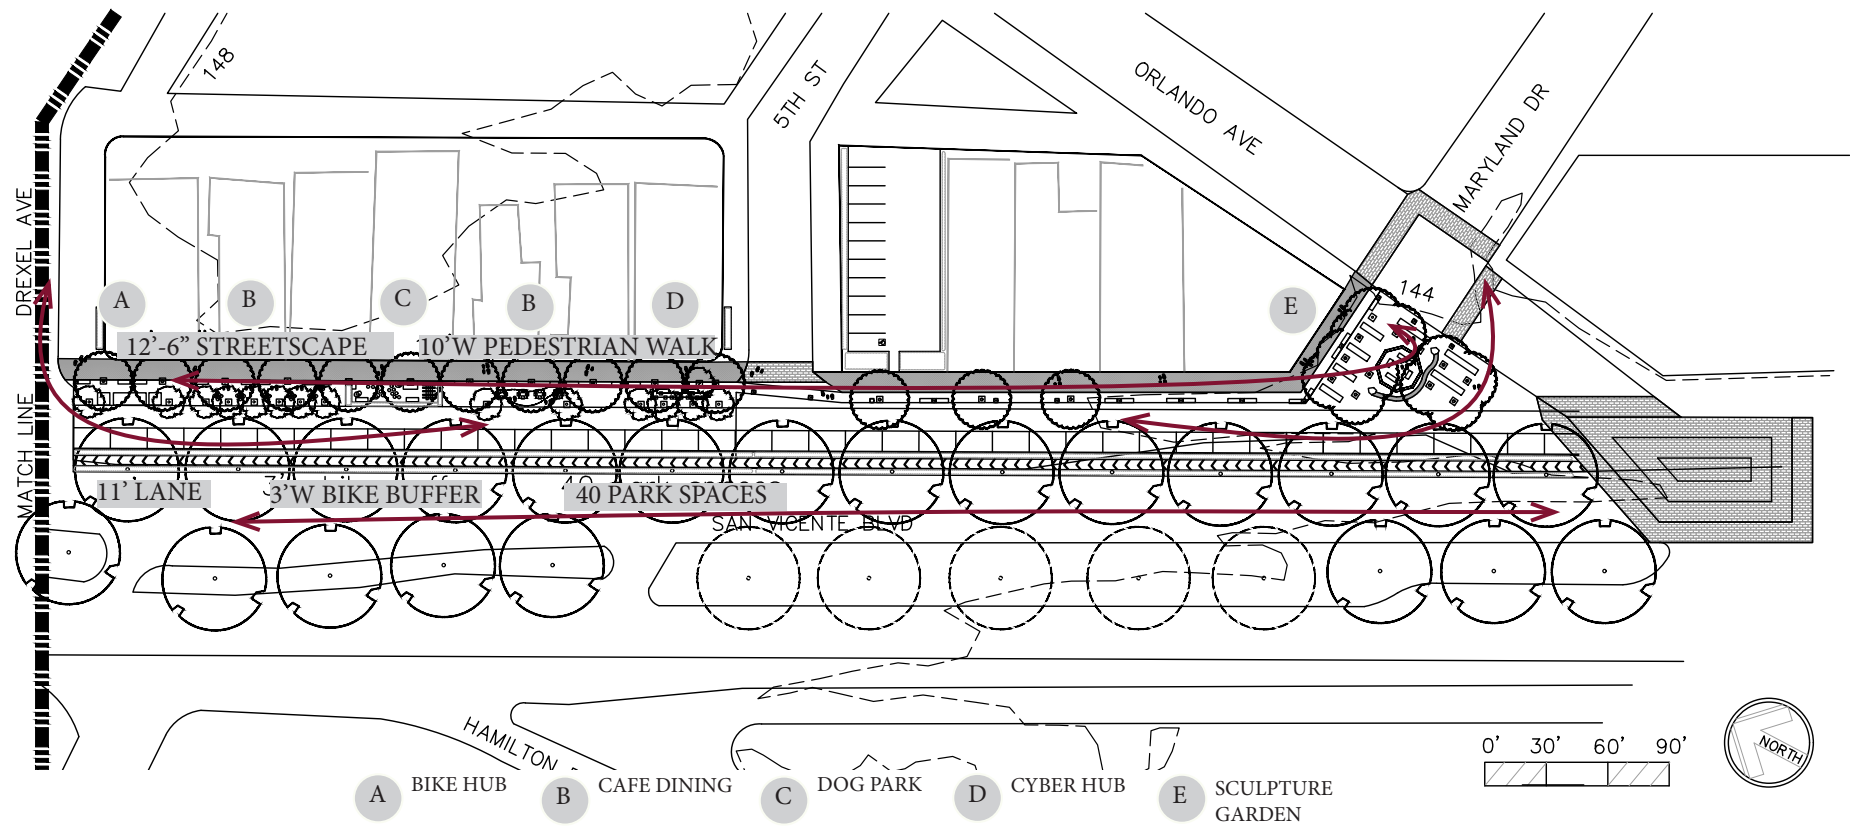 148
5TH ST
ORLANDO AVE
MARYLAND DR
DREXEL AVE
MATCH LINE
A
B
C
B
D
E
144
12’-6” STREETSCAPE
10’W PEDESTRIAN WALK
11’ LANE
3’W BIKE BUFFER
40 PARK SPACES
SAN VICENTE BLVD
HAMILTON
0' 30' 60' 90'
NORTH
A BIKE HUB
B CAFE DINING
C DOG PARK
D CYBER HUB
E SCULPTURE
GARDEN